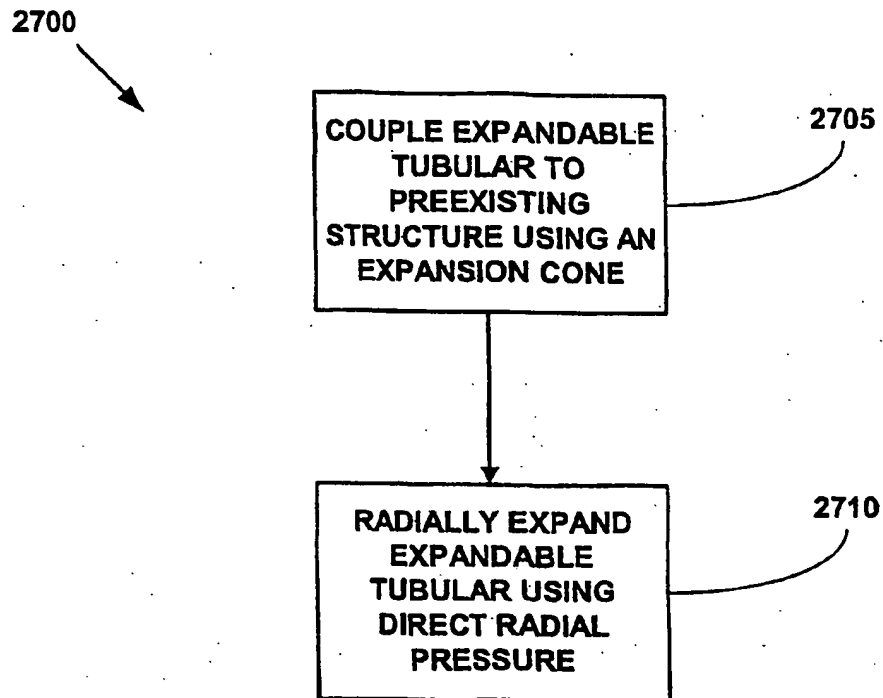 2700
COUPLE EXPANDABLE
TUBULAR TO
PREEXISTING
STRUCTURE USING AN
EXPANSION CONE
2705
RADIALLY EXPAND
EXPANDABLE
TUBULAR USING
DIRECT RADIAL
PRESSURE
2710